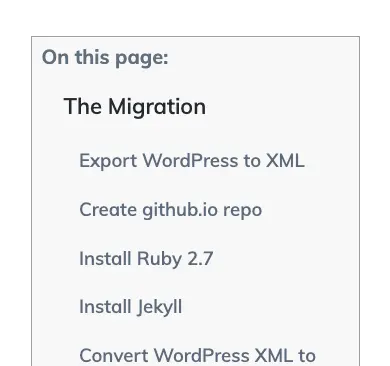 On this page:
The Migration
Export WordPress to XML
Create github.io repo
Install Ruby 2.7
Install Jekyll
Convert WordPress XML to